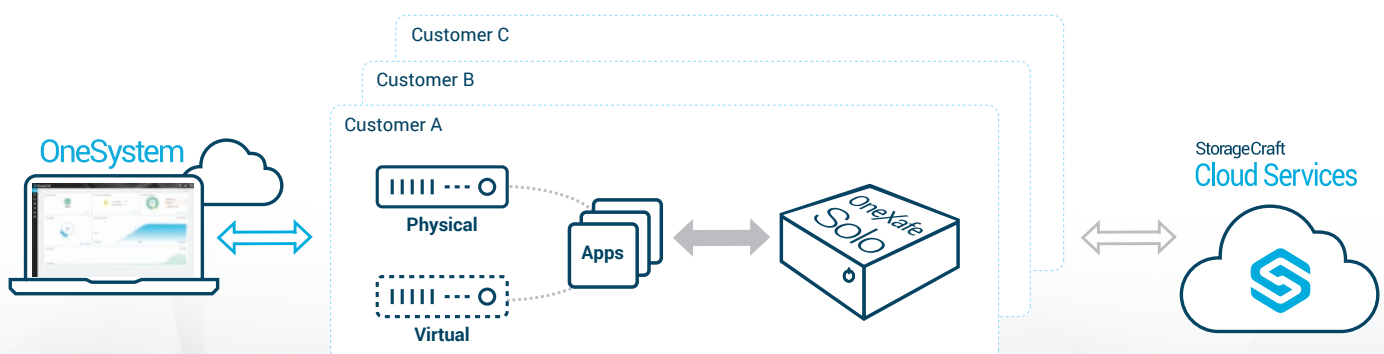 Customer C
Customer B
Customer A
OneSystem
Physical
Virtual
Apps
OneXafe
Solo
StorageCraft
Cloud Services